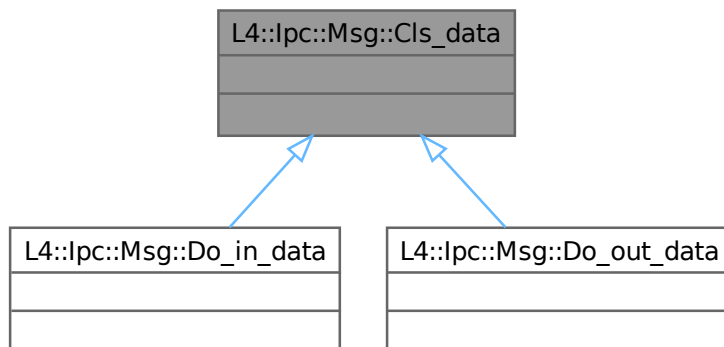 L4::Ipc::Msg::Cls_data
L4::Ipc::Msg::Do_in_data
L4::Ipc::Msg::Do_out_data